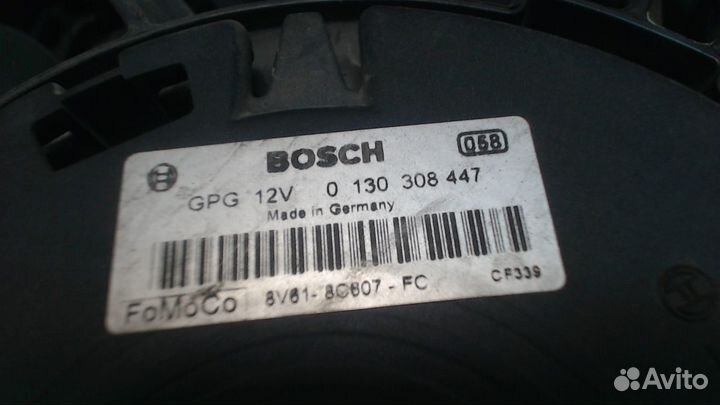 BOSCH 058
GPG 12V 0 130 308 447
Made in Germany
FoMoCo 8V61-8C607-FC CF339
Avito